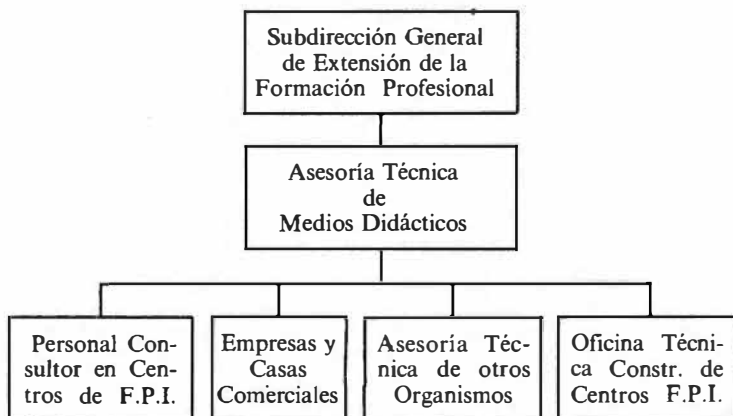 Subdirección General
de Extensión de la
Formación Profesional
Asesoría Técnica
de
Medios Didácticos
Personal Con-
sultor en Cen-
tros de F.P.I.
Empresas y
Casas
Comerciales
Asesoría Téc-
nica de otros
Organismos
Oficina Técni-
ca Constr. de
Centros F.P.I.